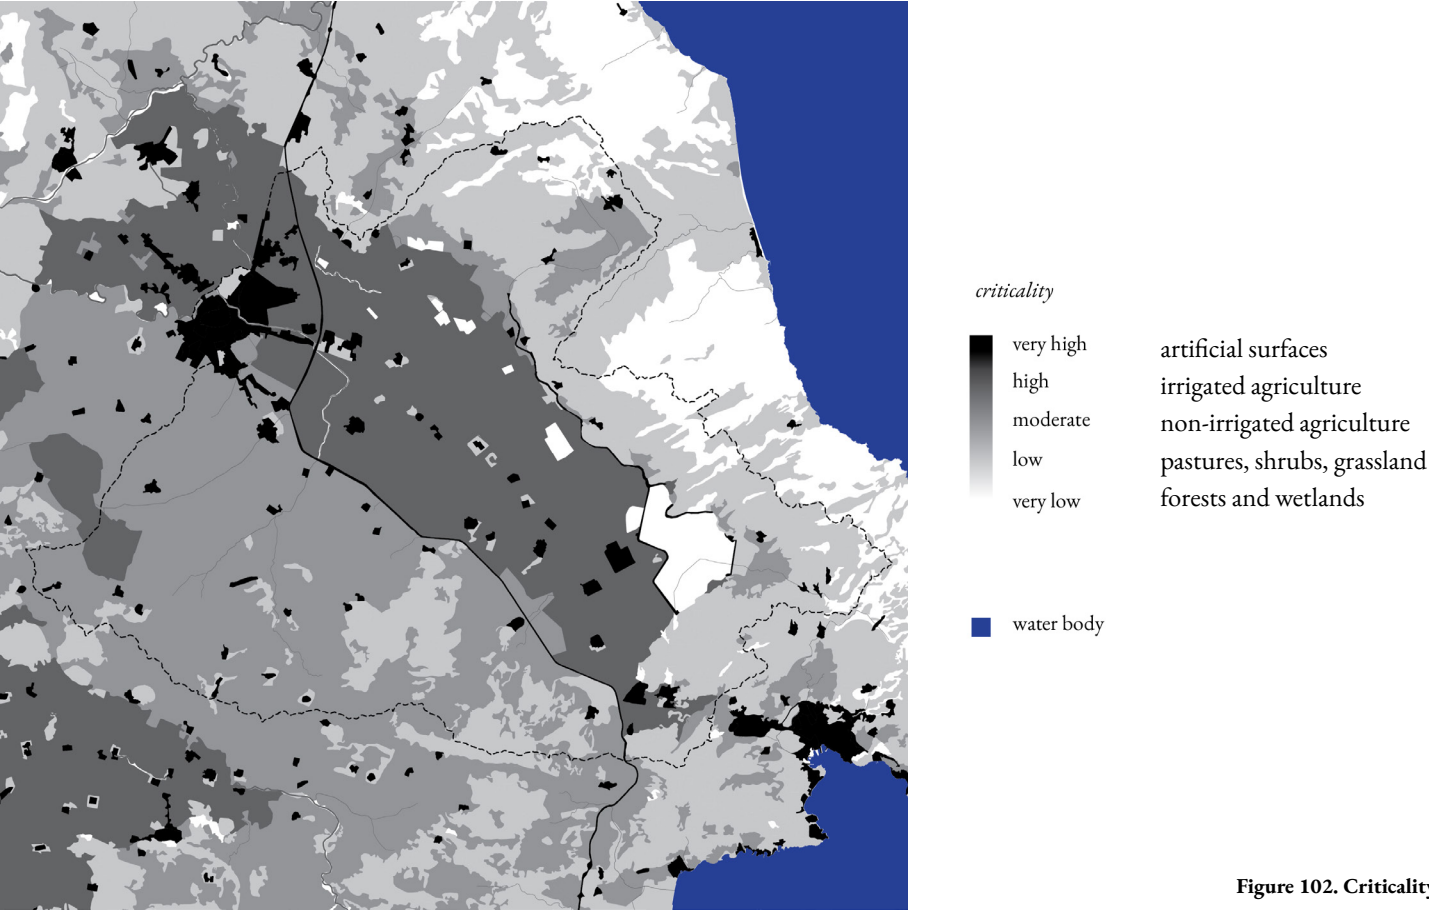 criticality
very high
artificial surfaces
high
irrigated agriculture
moderate
non-irrigated agriculture
low
pastures, shrubs, grassland
very low
forests and wetlands
water body
Figure 102. Criticality